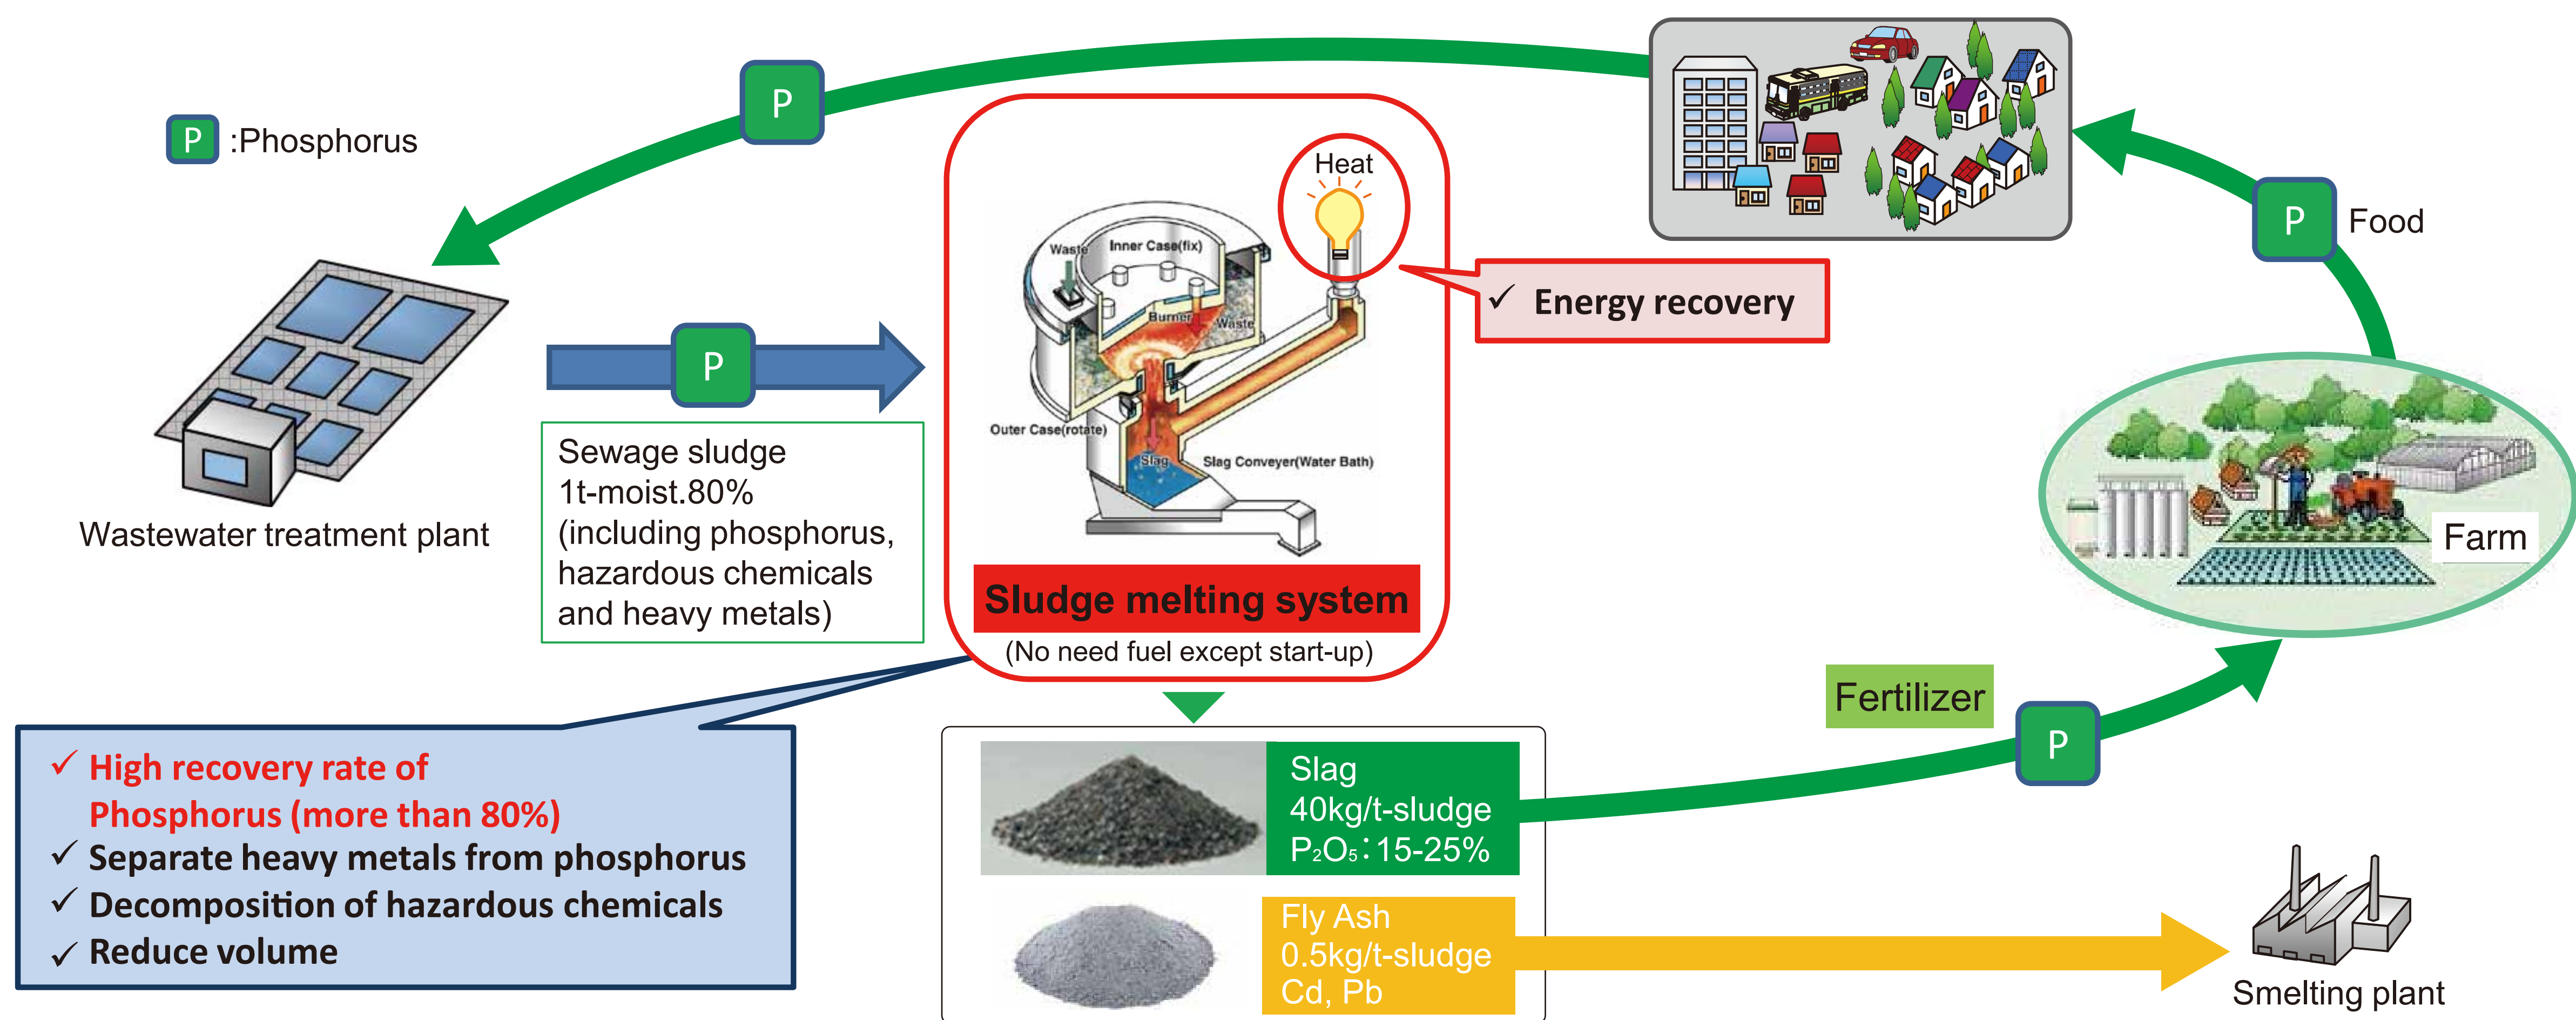 P
P :Phosphorus
Heat
Waste
Inner Case(fix)
Burner
Waste
Outer Case(rotate)
Slag
Slag Conveyer(Water Bath)
✓ Energy recovery
P
Food
P
Sewage sludge
1t-moist.80%
(including phosphorus,
hazardous chemicals
and heavy metals)
Wastewater treatment plant
Farm
Sludge melting system
(No need fuel except start-up)
Fertilizer
P
✓ High recovery rate of
Phosphorus (more than 80%)
✓ Separate heavy metals from phosphorus
✓ Decomposition of hazardous chemicals
✓ Reduce volume
Slag
40kg/t-sludge
P₂O₅:15-25%
Fly Ash
0.5kg/t-sludge
Cd, Pb
Smelting plant